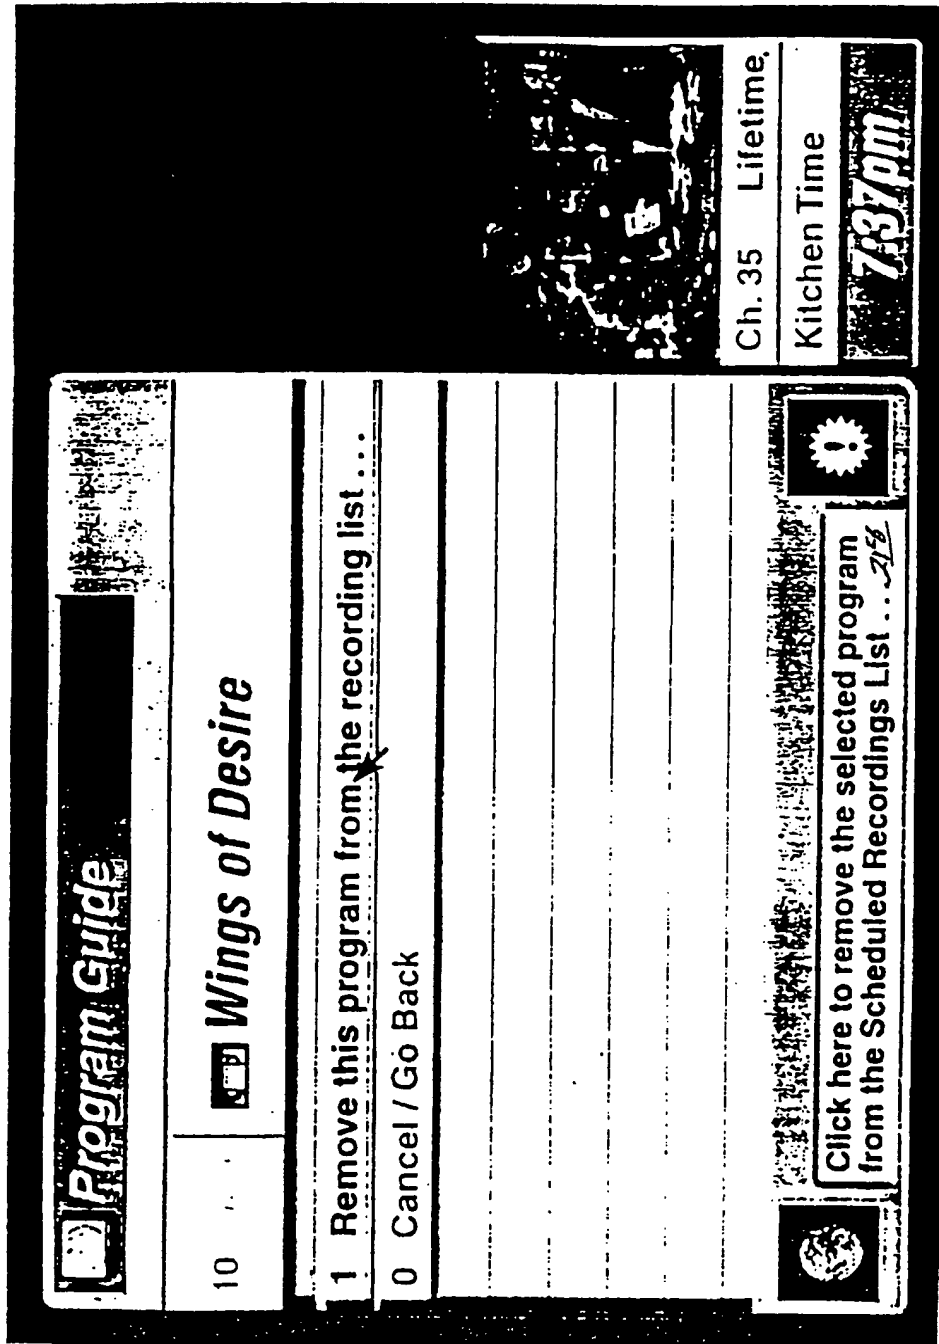 Program Guide
10 Wings of Desire
1 Remove this program from the recording list . . .
0 Cancel / Go Back
Click here to remove the selected program
from the Scheduled Recordings List . . .
!
Ch. 35 Lifetime
Kitchen Time
7:37pm